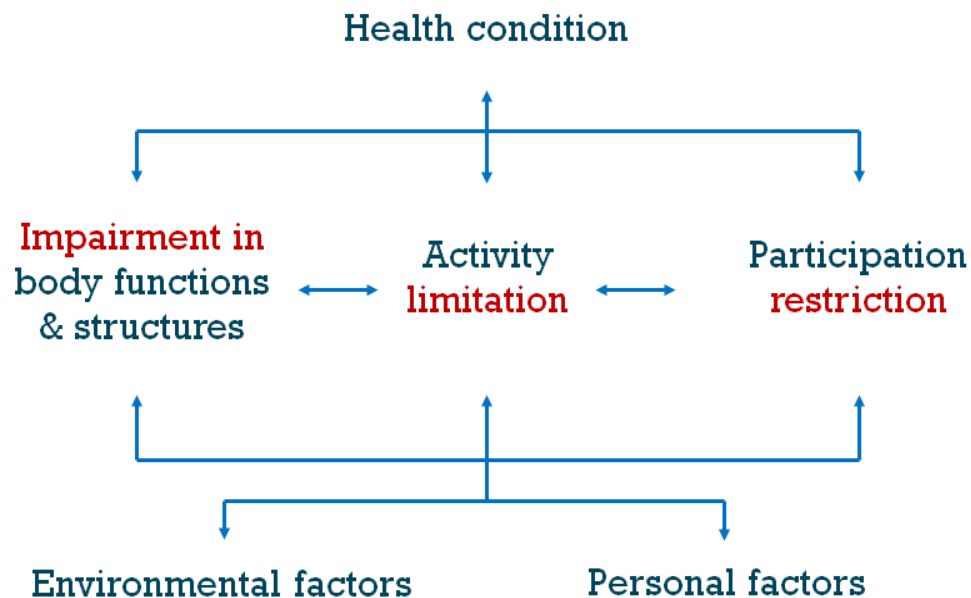 Health condition
Impairment in
body functions
& structures
Activity
limitation
Participation
restriction
Environmental factors
Personal factors